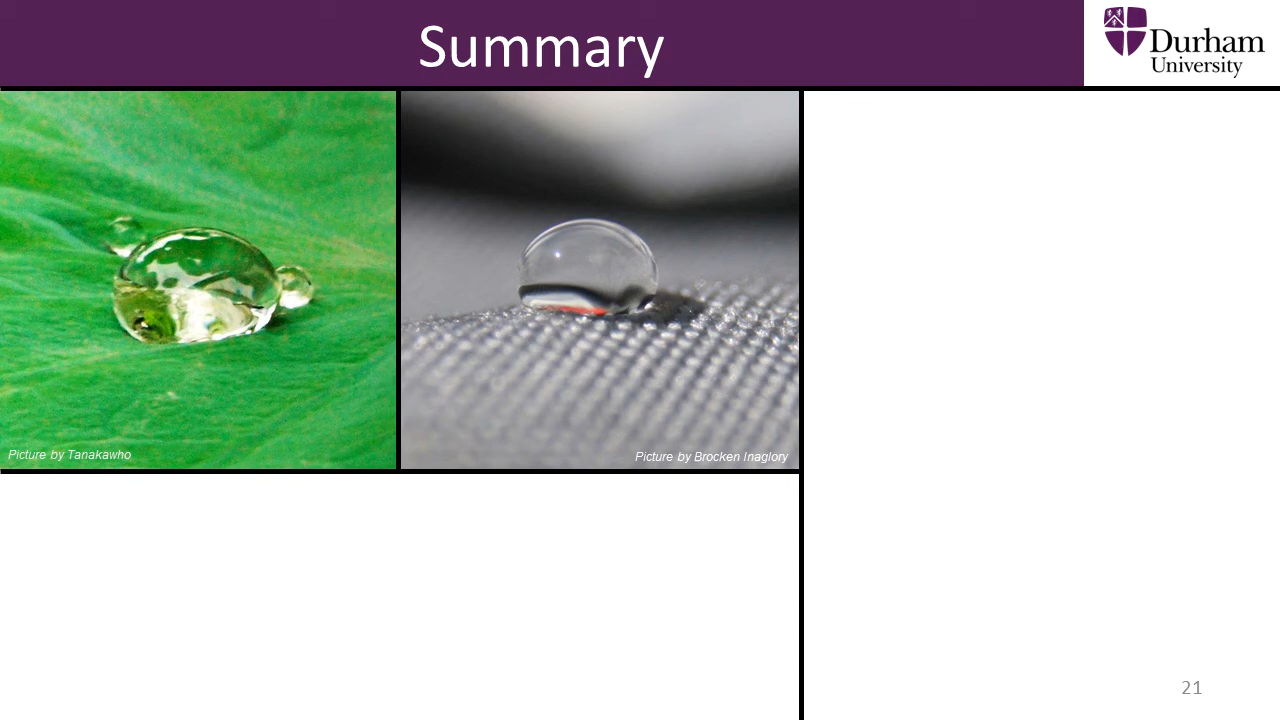 Summary
Durham
University
Picture by Tanakawho
Picture by Brocken Inaglory
21